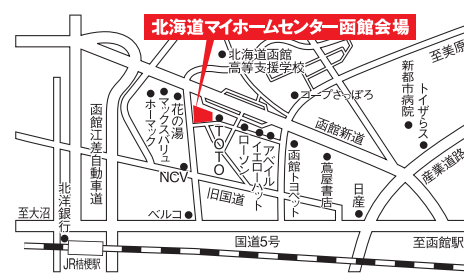 北海道マイホームセンター函館会場
北海道函館
高等支援学校
至美原
コープさっぽろ
新都市病院
トイザらス
ホーマック
マックスバリュ
花の湯
函館江差自動車道
TOTO
ローソン
イエローハット
アベイル
函館新道
函館トヨペット
蔦屋書店
日産
産業道路
NCV
旧国道
北洋銀行
至大沼
ベルコ
国道5号
至函館駅
JR桔梗駅